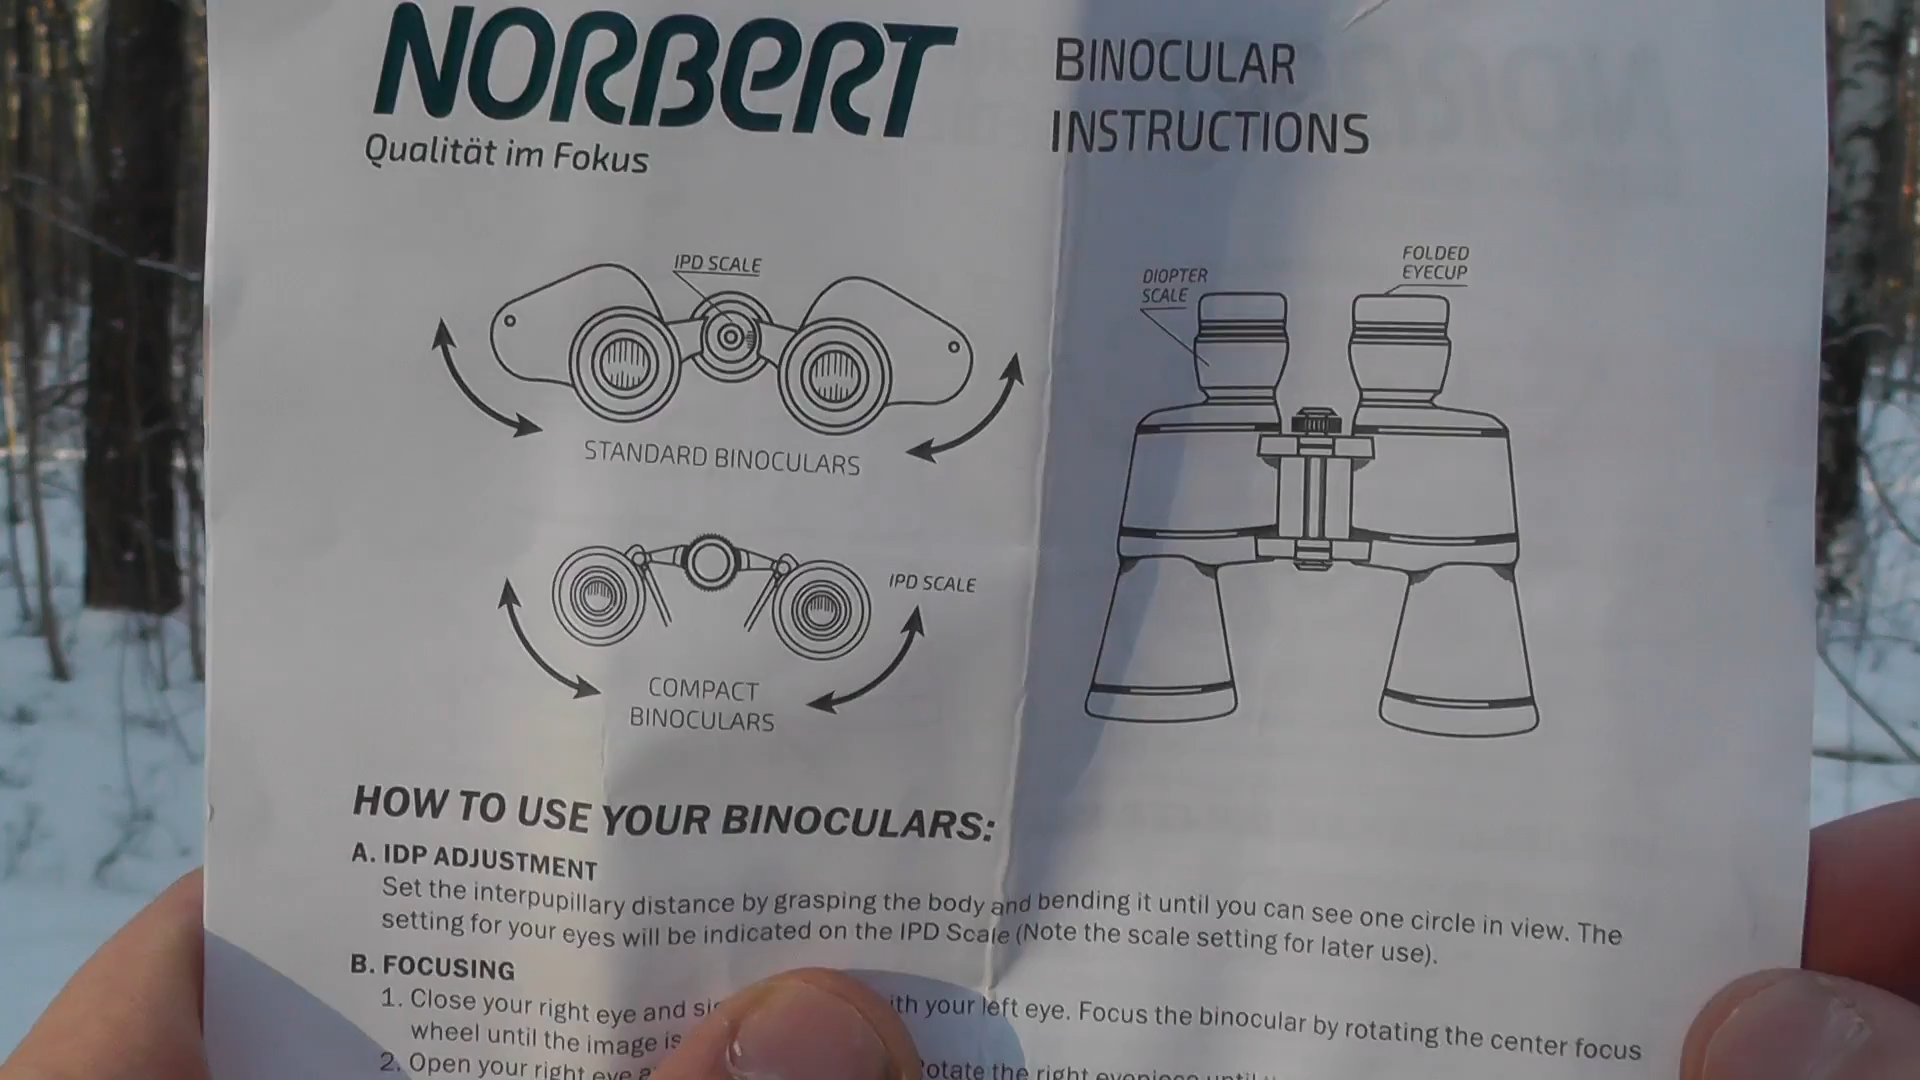 NORBERT
Qualität im Fokus
BINOCULAR
INSTRUCTIONS
IPD SCALE
STANDARD BINOCULARS
IPD SCALE
COMPACT
BINOCULARS
DIOPTER
SCALE
FOLDED
EYECUP
HOW TO USE YOUR BINOCULARS:
A. IDP ADJUSTMENT
Set the interpupillary distance by grasping the body and bending it until you can see one circle in view. The
setting for your eyes will be indicated on the IPD Scale (Note the scale setting for later use).
B. FOCUSING
1. Close your right eye and your left eye. Focus the binocular by rotating the center focus
wheel until the image is
2. Open your right eye the right